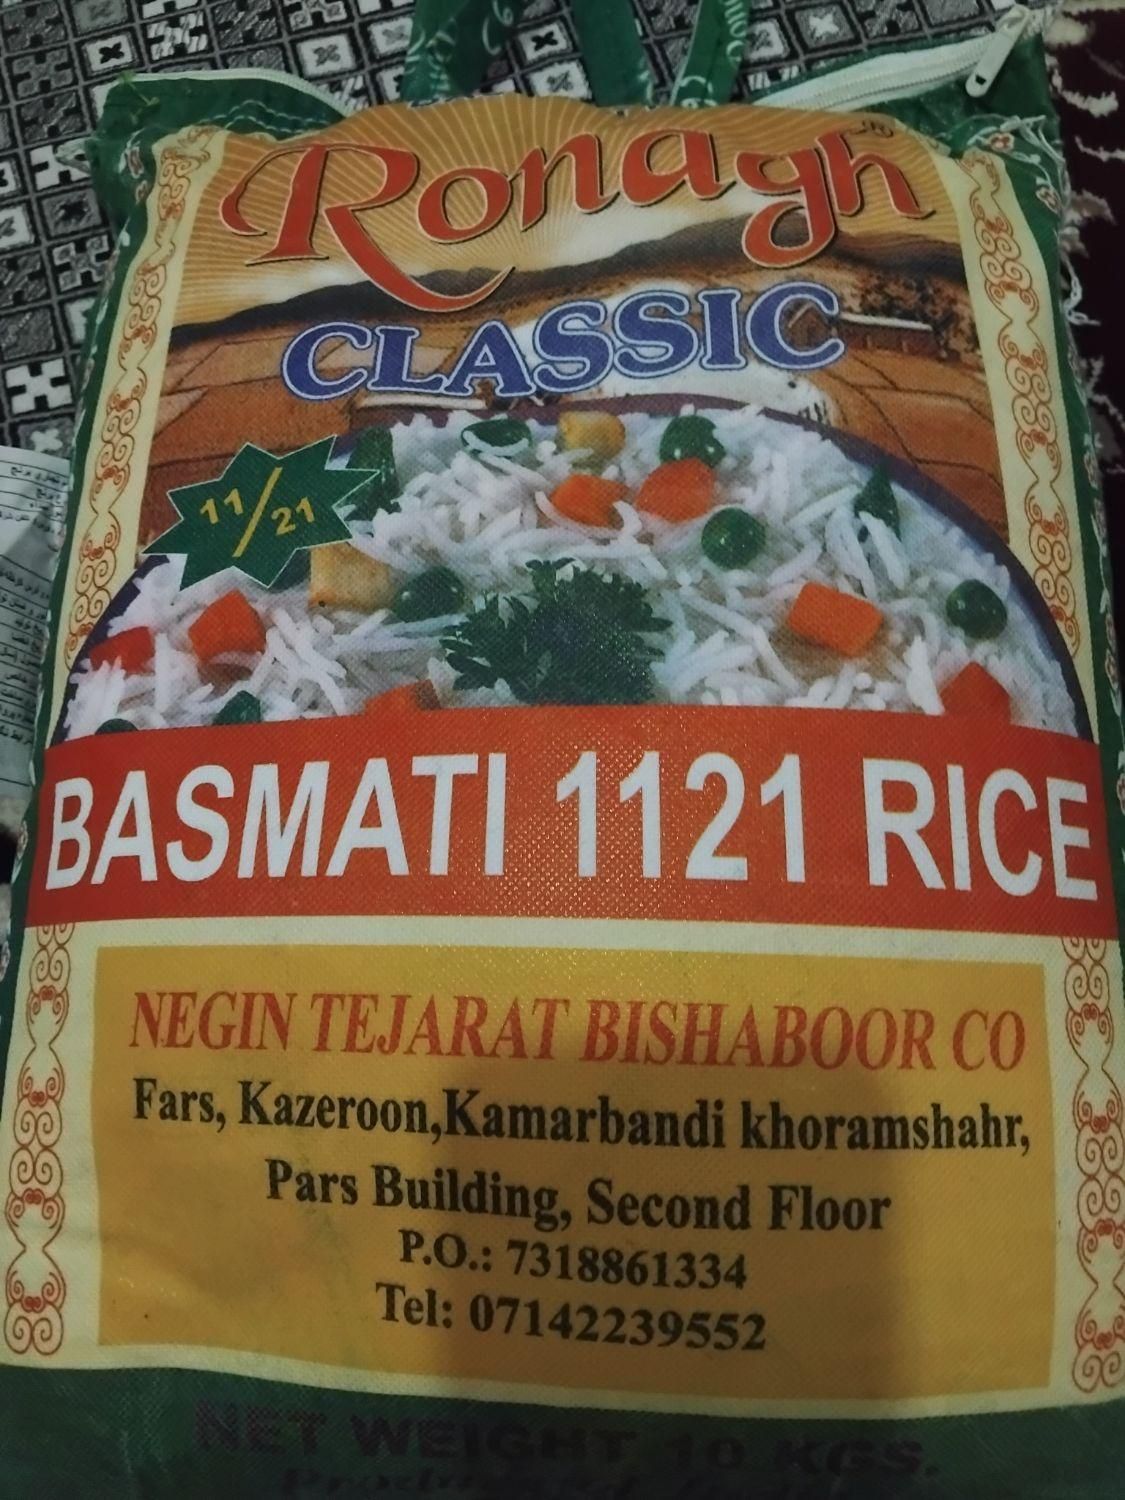 Ronagh®
CLASSIC
11/21
BASMATI 1121 RICE
NEGIN TEJARAT BISHABOOR CO
Fars, Kazeroon,Kamarbandi khoramshahr,
Pars Building, Second Floor
P.O.: 7318861334
Tel: 07142239552
NET WEIGHT 10 KGS.